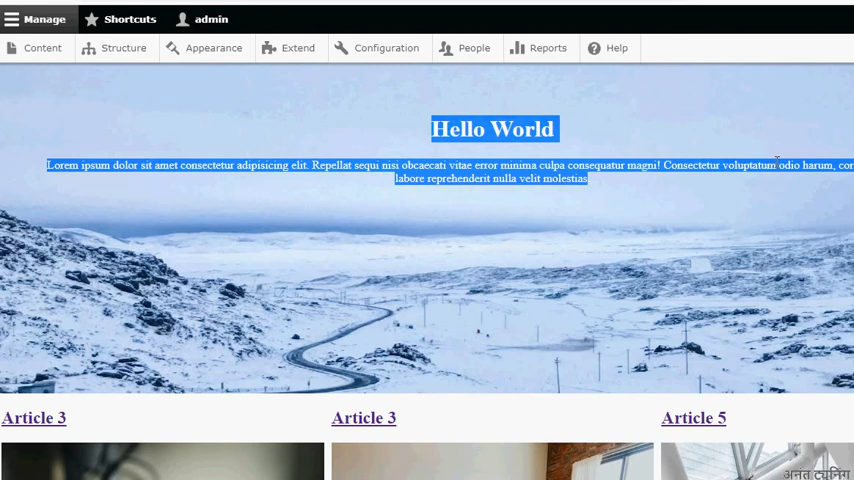 Manage Shortcuts admin
Content Structure Appearance Extend Configuration People Reports Help
Hello World
Lorem ipsum dolor sit amet consectetur adipisicing elit. Repellat sequi nisi obcaecati vitae error minima culpa consequatur magni! Consectetur voluptatum odio harum, cor
labore reprehenderit nulla velit molestias
Article 3 Article 3 Article 5
अनंत ट्यूनिंग